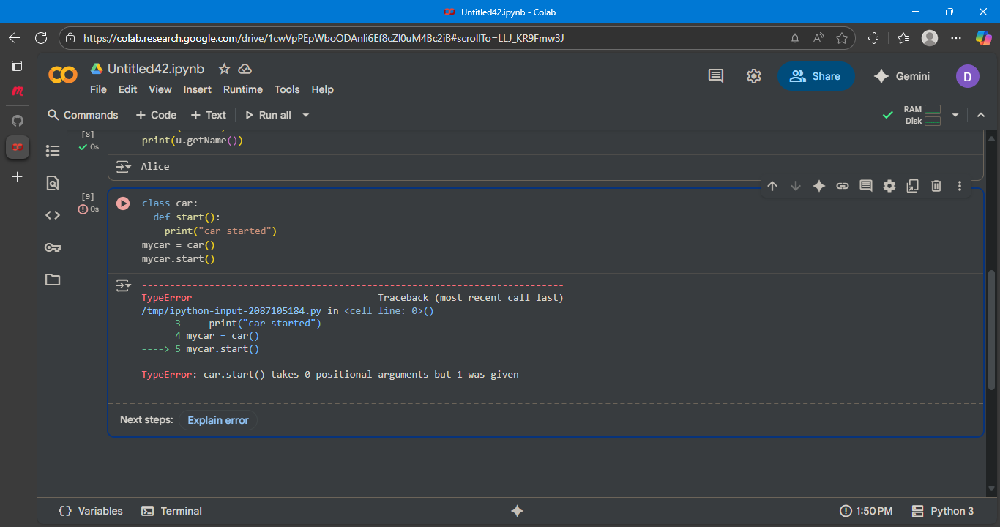 Untitled42.ipynb - Colab
https://colab.research.google.com/drive/1cwVpPEpWboODAnli6Ef8cZl0uM4Bc2iB#scrollTo=LLJ_KR9Fmw3J
Untitled42.ipynb
File Edit View Insert Runtime Tools Help
Share
Gemini
D
Commands + Code + Text Run all
RAM
Disk
[8]
0s
print(u.getName())
Alice
[9]
0s
class car:
def start():
print("car started")
mycar = car()
mycar.start()
---------------------------------------------------------------------------
TypeError Traceback (most recent call last)
/tmp/ipython-input-2087105184.py in <cell line: 0>()
3 print("car started")
4 mycar = car()
----> 5 mycar.start()
TypeError: car.start() takes 0 positional arguments but 1 was given
Next steps: Explain error
{} Variables Terminal
1:50 PM Python 3